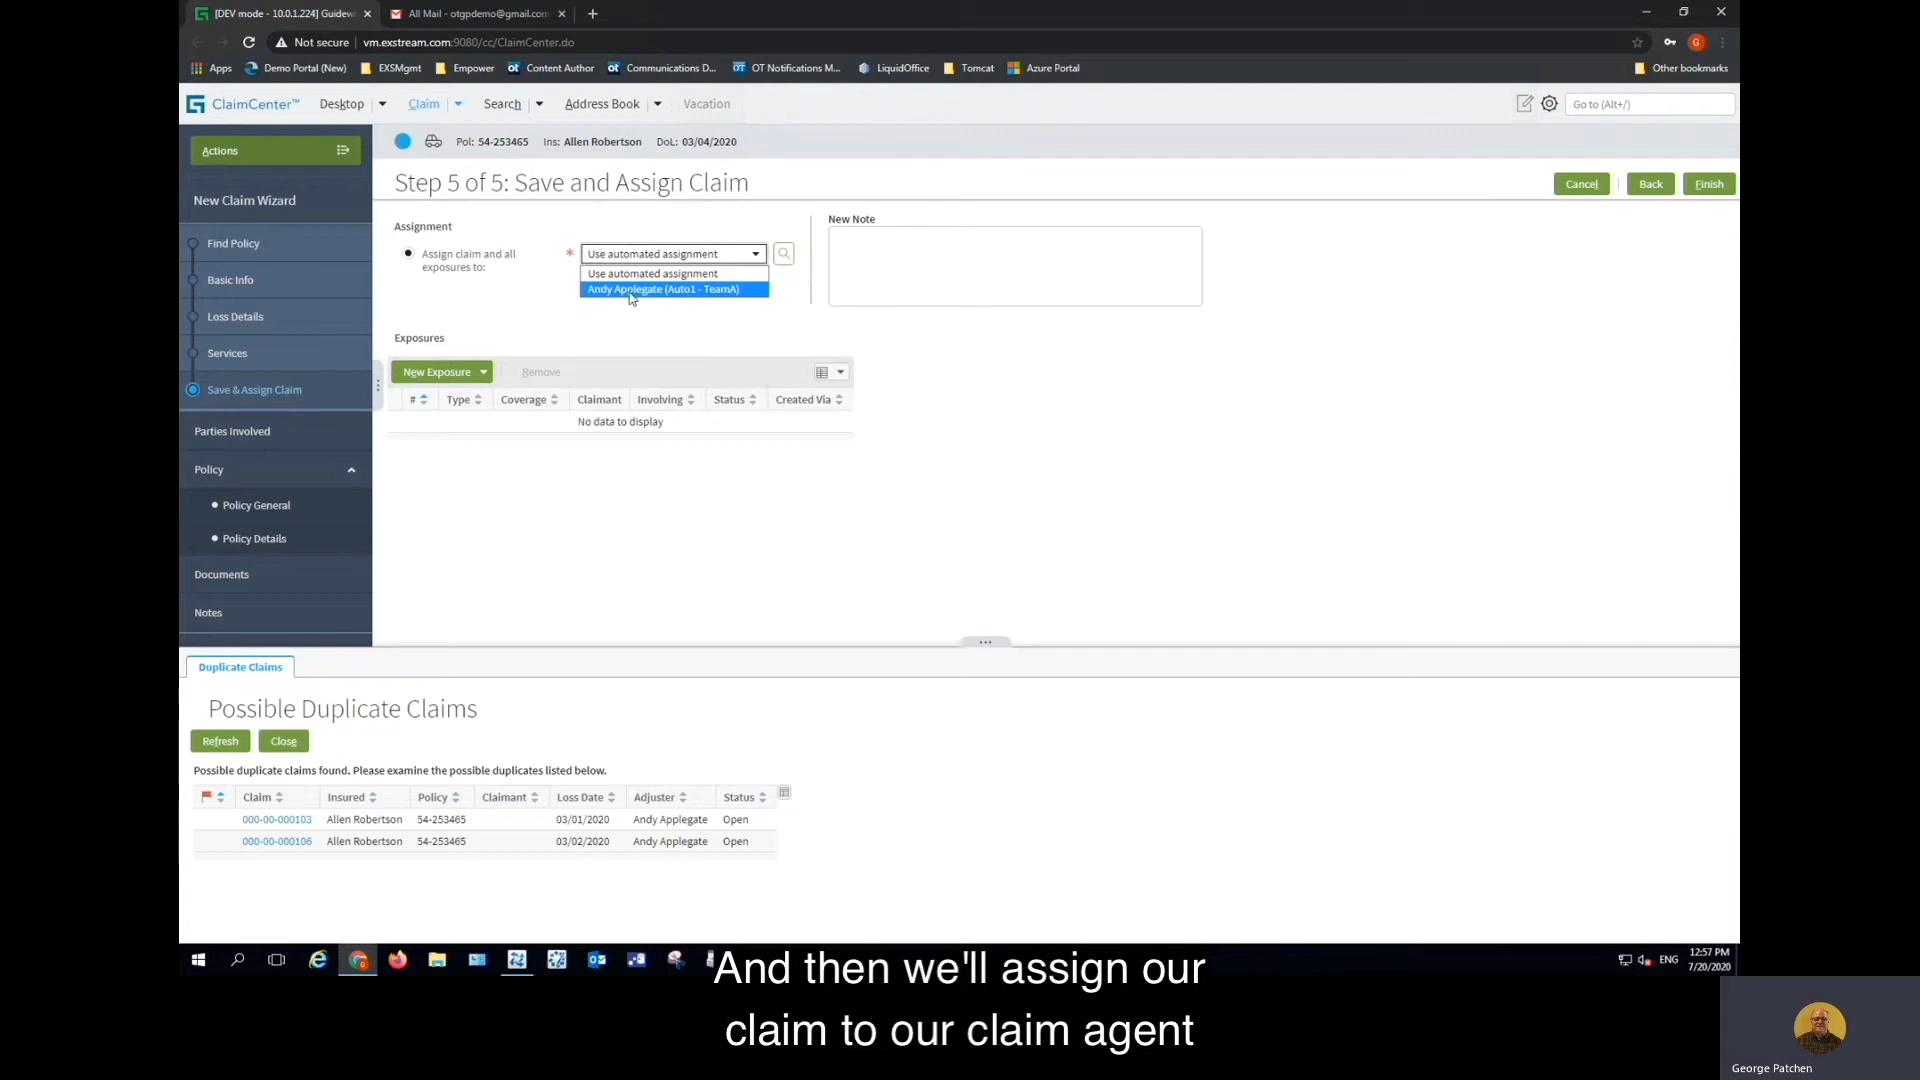 [DEV mode - 10.0.1.224] Guidew
All Mail - otgpdemo@gmail.com
Not secure
vm.exstream.com:9080/cc/ClaimCenter.do
Apps
Demo Portal (New)
EXSMgmt
Empower
Content Author
Communications D...
OT Notifications M...
LiquidOffice
Tomcat
Azure Portal
Other bookmarks
ClaimCenter™
Desktop
Claim
Search
Address Book
Vacation
Go to (Alt+/)
Actions
Pol: 54-253465 Ins: Allen Robertson DoL: 03/04/2020
New Claim Wizard
Find Policy
Basic Info
Loss Details
Services
Save & Assign Claim
Parties Involved
Policy
Policy General
Policy Details
Documents
Notes
Step 5 of 5: Save and Assign Claim
Cancel
Back
Finish
Assignment
Assign claim and all
exposures to:
* Use automated assignment
Use automated assignment
Andy Applegate (Auto1 - TeamA)
New Note
Exposures
New Exposure
Remove
# Type Coverage Claimant Involving Status Created Via
No data to display
Duplicate Claims
Possible Duplicate Claims
Refresh
Close
Possible duplicate claims found. Please examine the possible duplicates listed below.
Claim Insured Policy Claimant Loss Date Adjuster Status
000-00-000103 Allen Robertson 54-253465 03/01/2020 Andy Applegate Open
000-00-000106 Allen Robertson 54-253465 03/02/2020 Andy Applegate Open
ENG
12:57 PM
7/20/2020
And then we'll assign our
claim to our claim agent
George Patchen